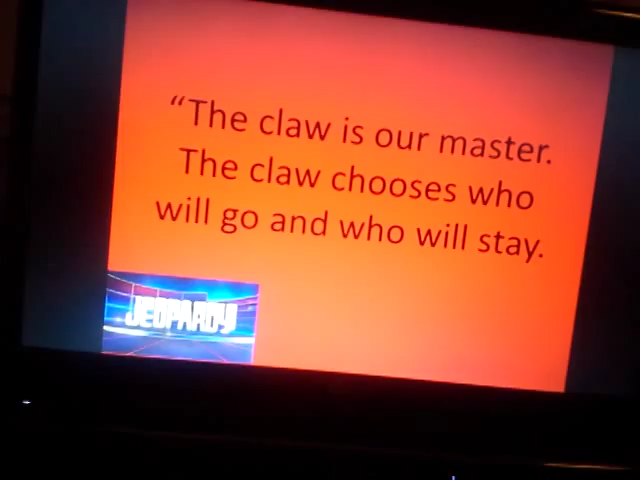 “The claw is our master.
The claw chooses who
will go and who will stay.
JEOPARDY!